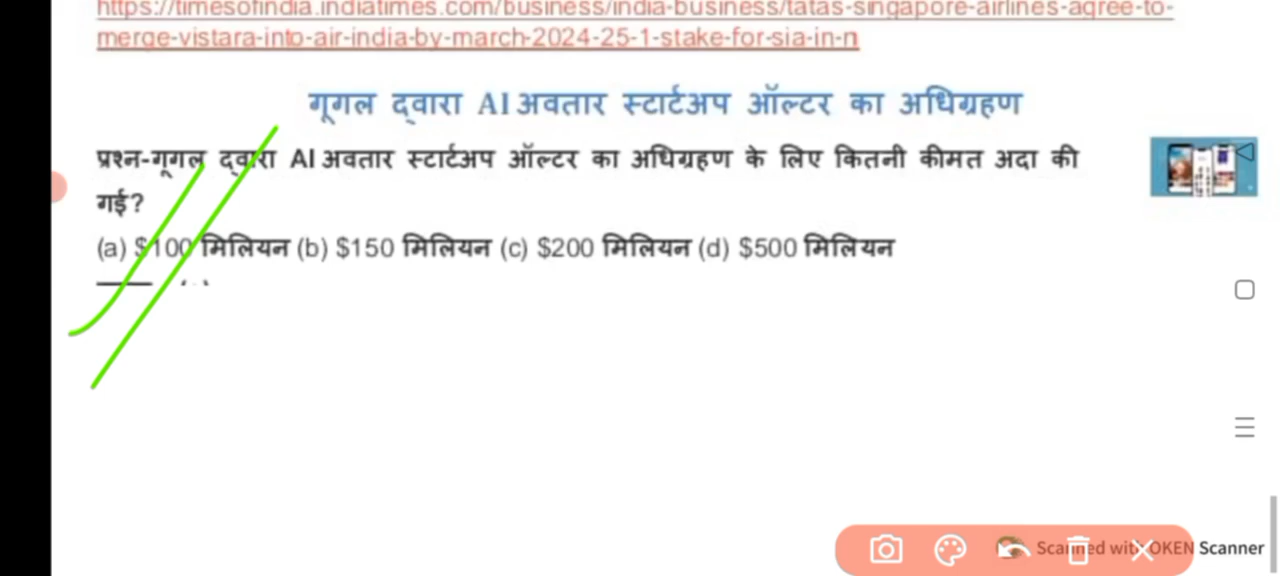 https://timesofindia.indiatimes.com/business/india-business/tatas-singapore-airlines-agree-to-
merge-vistara-into-air-india-by-march-2024-25-1-stake-for-sia-in-n
गूगल द्वारा AI अवतार स्टार्टअप ऑल्टर का अधिग्रहण
प्रश्न-गूगल द्वारा AI अवतार स्टार्टअप ऑल्टर का अधिग्रहण के लिए कितनी कीमत अदा की
गई?
(a) $100 मिलियन (b) $150 मिलियन (c) $200 मिलियन (d) $500 मिलियन
Scanned with OKEN Scanner